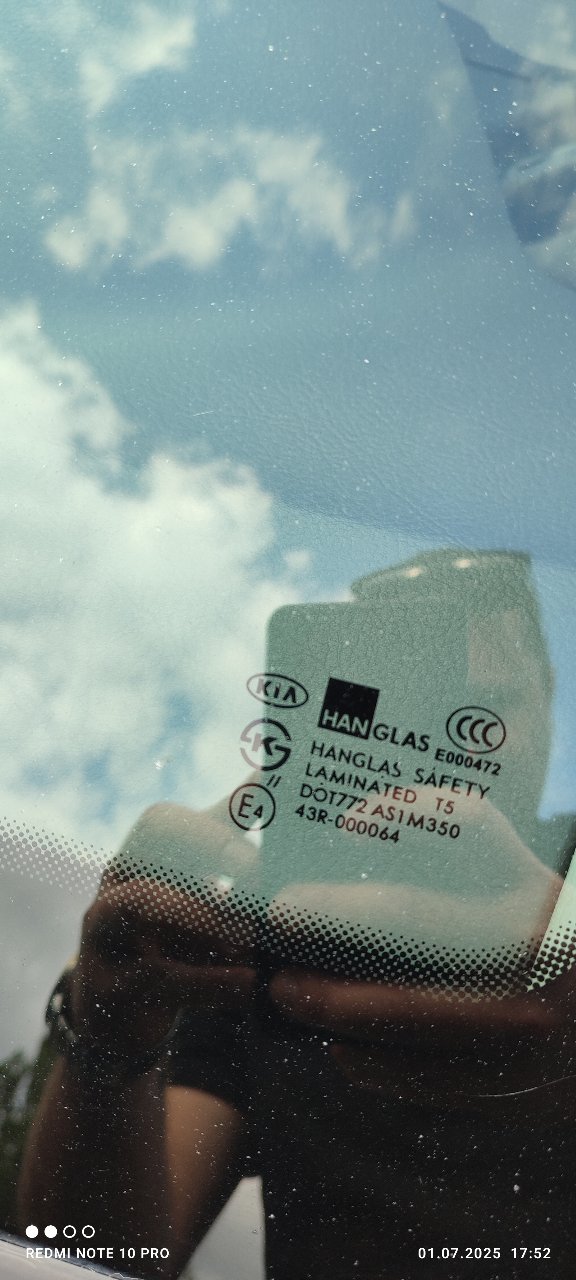 KIA
HANGLAS
CCC
E000472
KS
HANGLAS SAFETY
LAMINATED T5
//
DOT772 AS1M350
E4
43R-000064
REDMI NOTE 10 PRO
01.07.2025 17:52